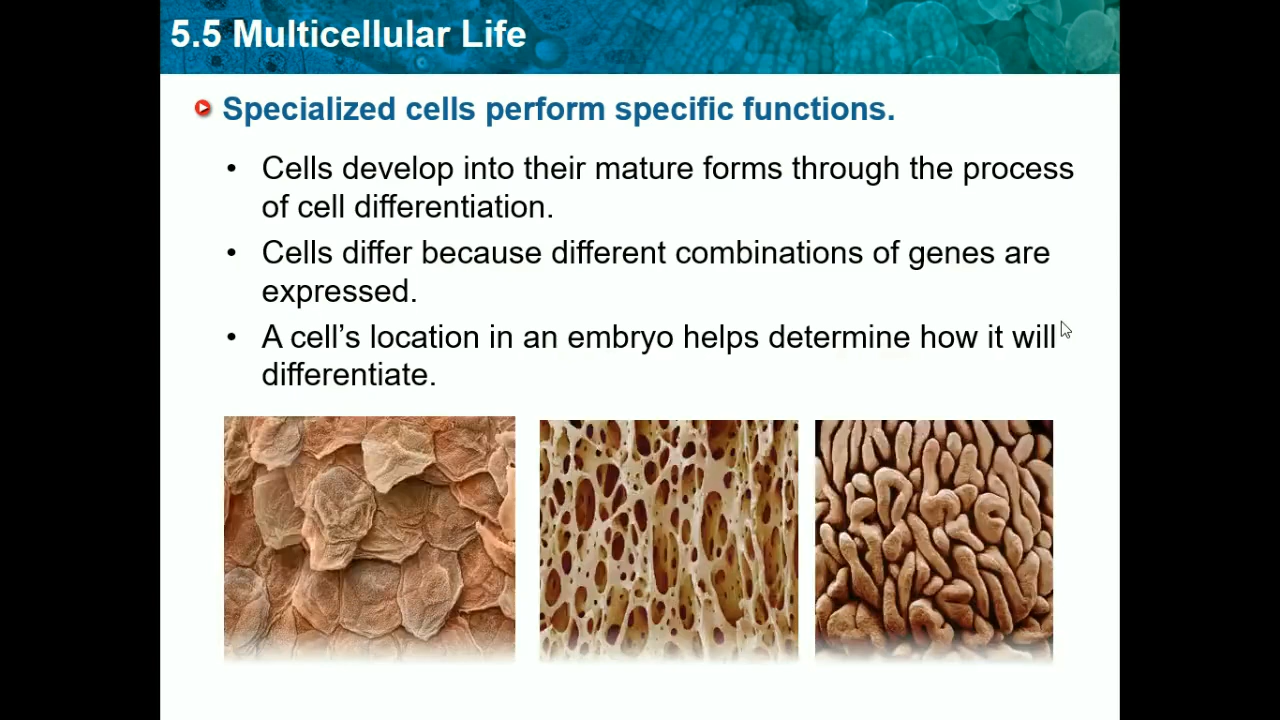 5.5 Multicellular Life
Specialized cells perform specific functions.
• Cells develop into their mature forms through the process
of cell differentiation.
• Cells differ because different combinations of genes are
expressed.
• A cell’s location in an embryo helps determine how it will
differentiate.